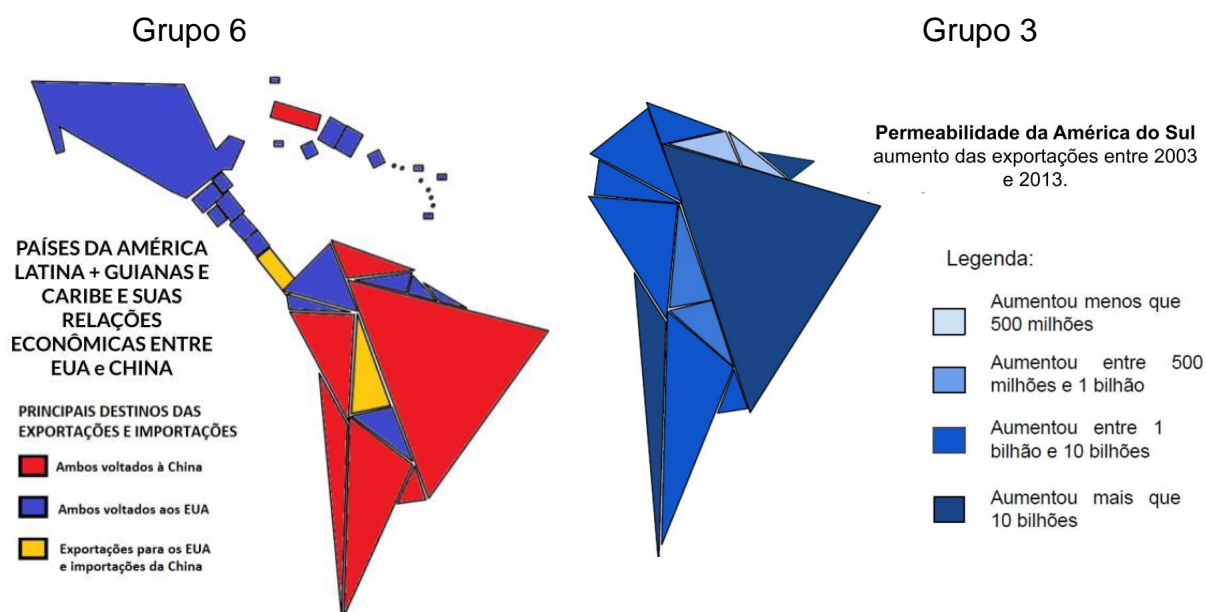 Grupo 6
PAÍSES DA AMÉRICA
LATINA + GUIANAS E
CARIBE E SUAS
RELAÇÕES
ECONÔMICAS ENTRE
EUA e CHINA
PRINCIPAIS DESTINOS DAS
EXPORTAÇÕES E IMPORTAÇÕES
Ambos voltados à China
Ambos voltados aos EUA
Exportações para os EUA
e importações da China
Grupo 3
Permeabilidade da América do Sul
aumento das exportações entre 2003
e 2013.
Legenda:
Aumentou menos que
500 milhões
Aumentou entre 500
milhões e 1 bilhão
Aumentou entre 1
bilhão e 10 bilhões
Aumentou mais que
10 bilhões